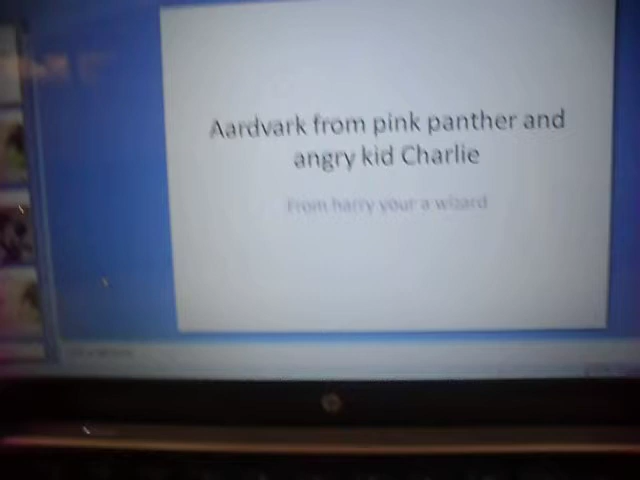 Aardvark from pink panther and
angry kid Charlie
From harry your a wizard